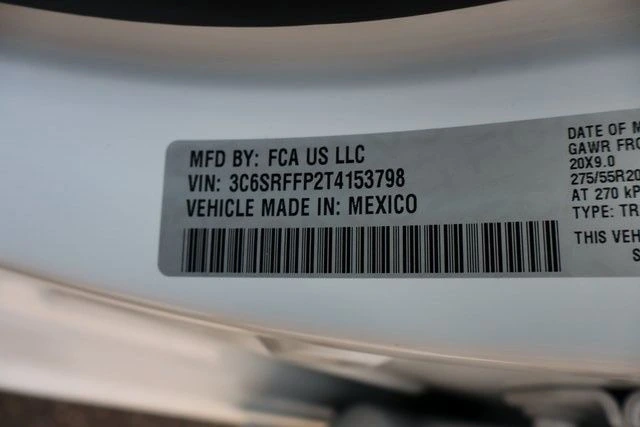 MFD BY: FCA US LLC
VIN: 3C6SRFFP2T4153798
VEHICLE MADE IN: MEXICO
DATE OF M
GAWR FRO
20X9.0
275/55R20
AT 270 kP
TYPE: TR
THIS VEH
S